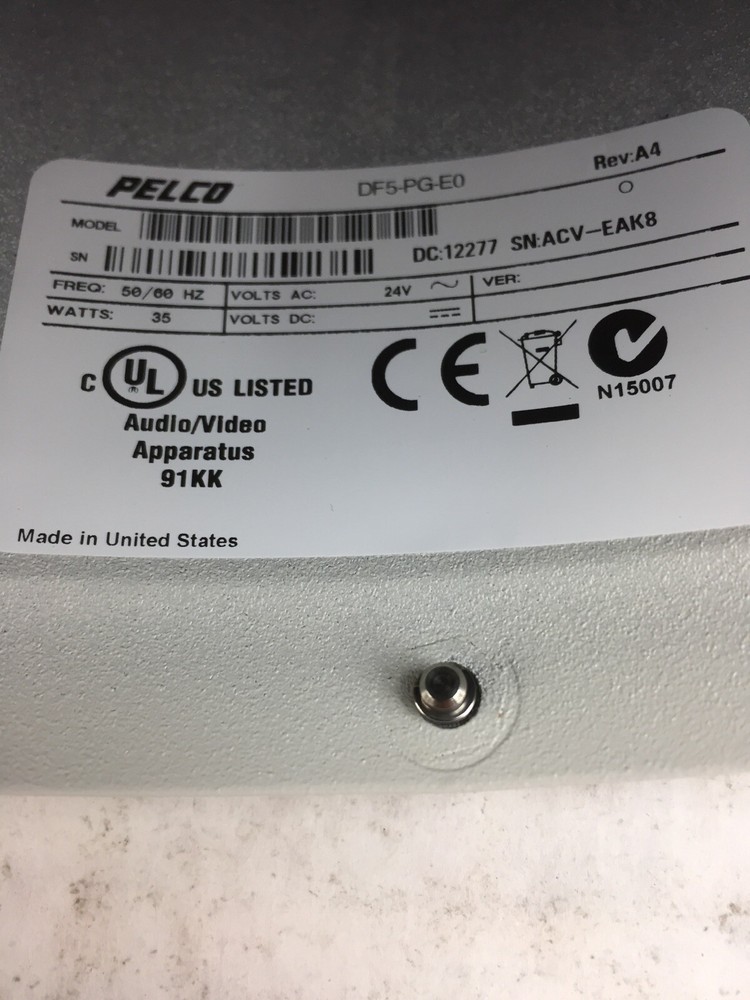 PELCO DF5-PG-E0 Rev:A4
MODEL
SN DC:12277 SN:ACV-EAK8
FREQ: 50/60 HZ VOLTS AC: 24V VER:
WATTS: 35 VOLTS DC:
C UL US LISTED
CE
N15007
Audio/Video
Apparatus
91KK
Made in United States